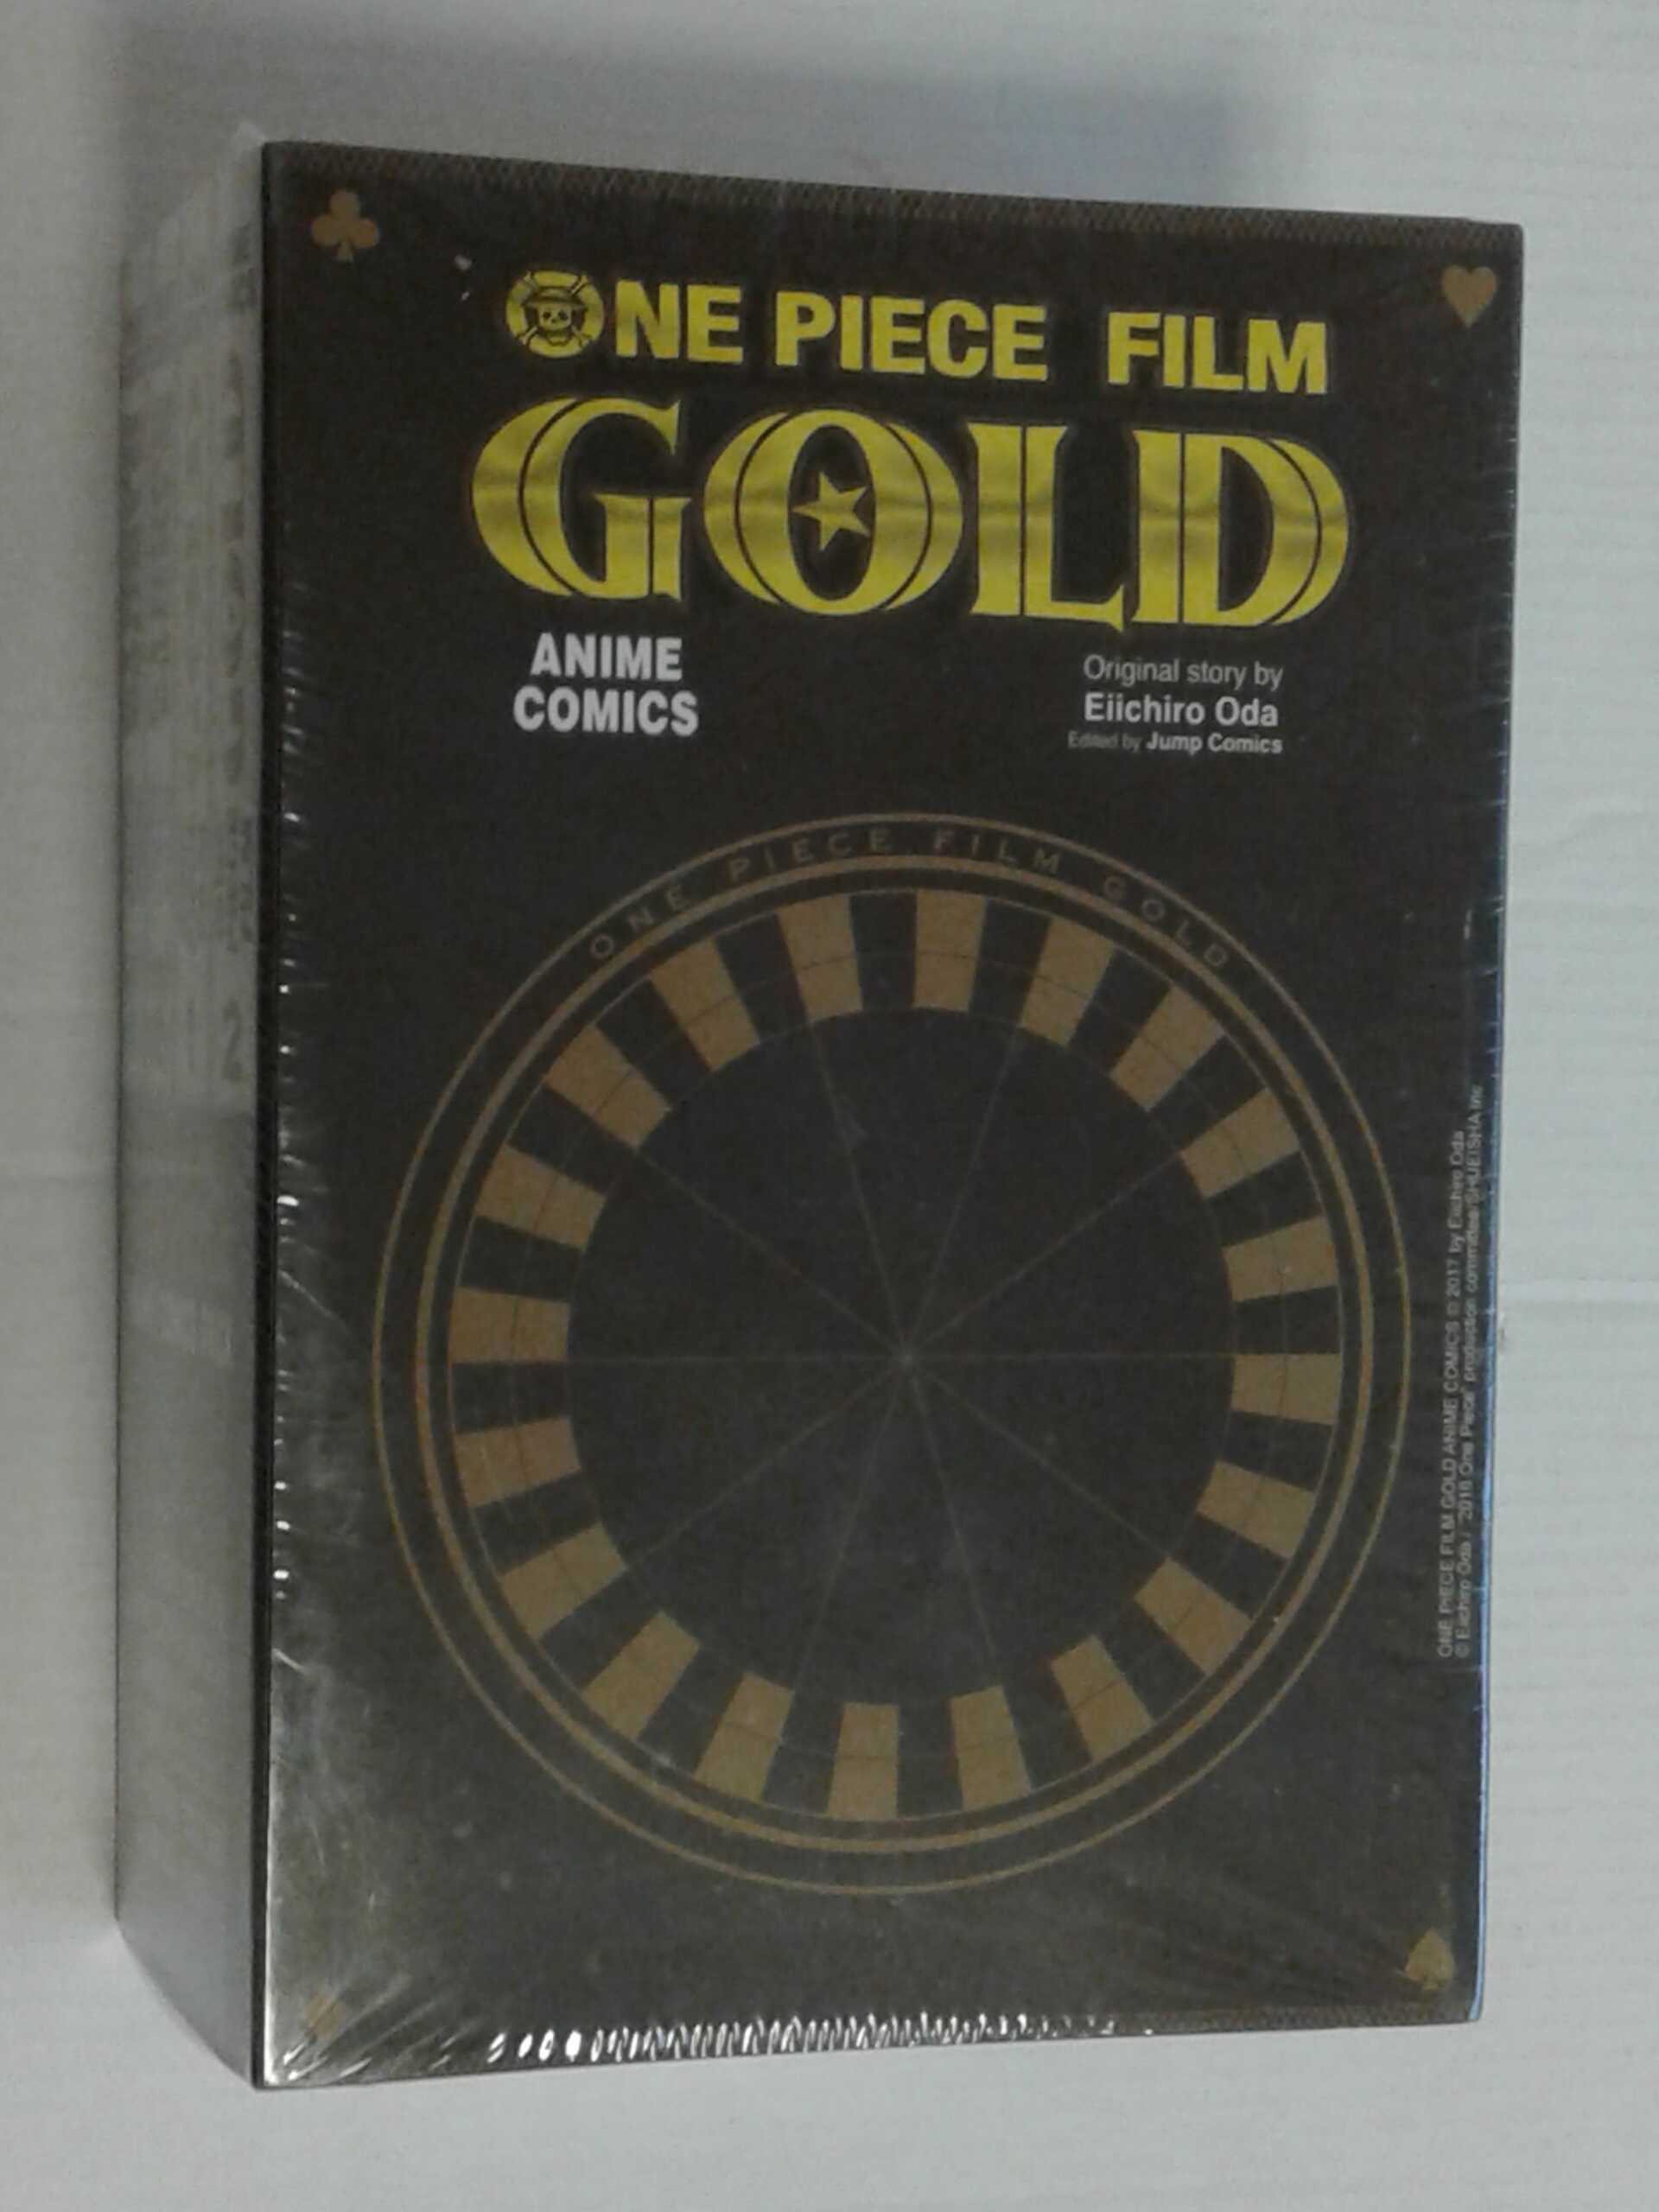 ONE PIECE FILM
GOLD
ANIME
COMICS
Original story by
Eiichiro Oda
Edited by Jump Comics
ONE PIECE FILM GOLD
ONE PIECE FILM GOLD ANIME COMICS © 2017 by Eiichiro Oda
© Eiichiro Oda / 2016 "One Piece" production committee/SHUEISHA Inc